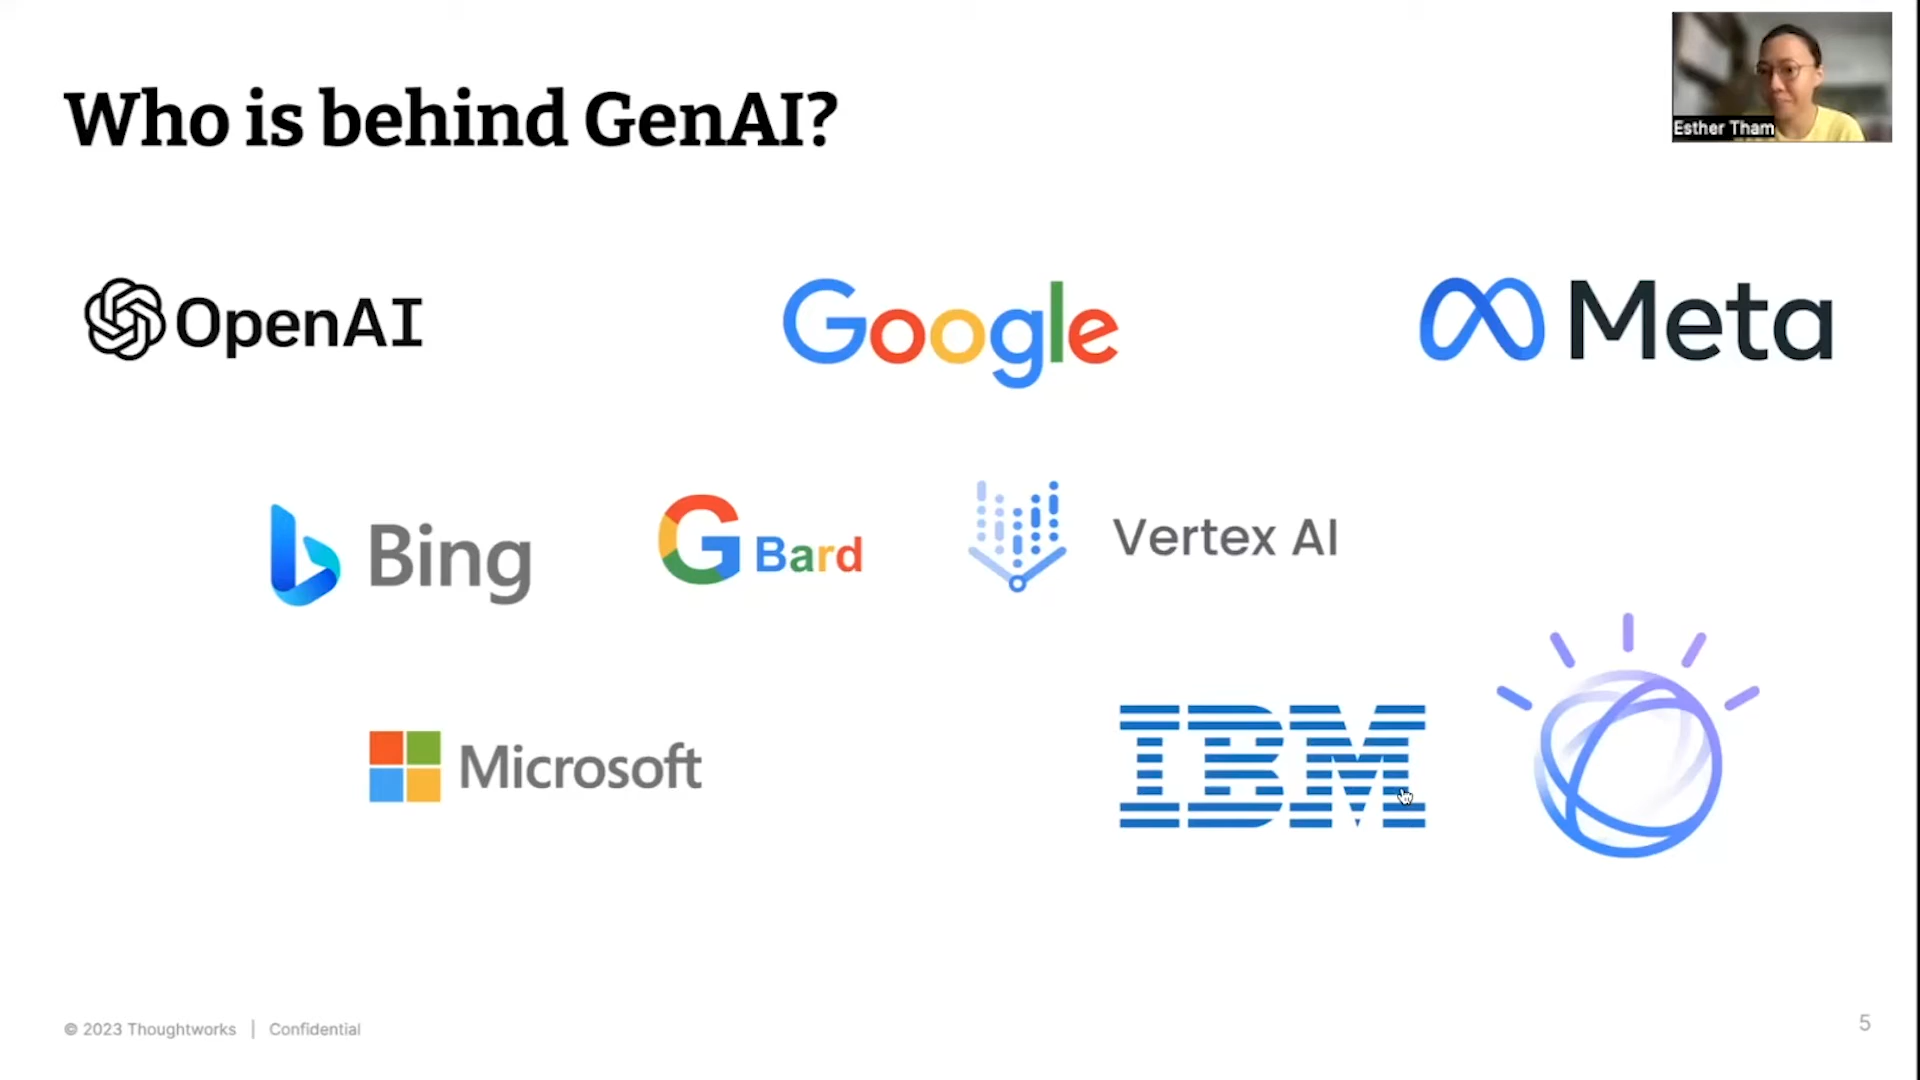 Who is behind GenAI?
Esther Tham
OpenAI
Google
Meta
Bing
G Bard
Vertex AI
Microsoft
IBM
© 2023 Thoughtworks | Confidential
5